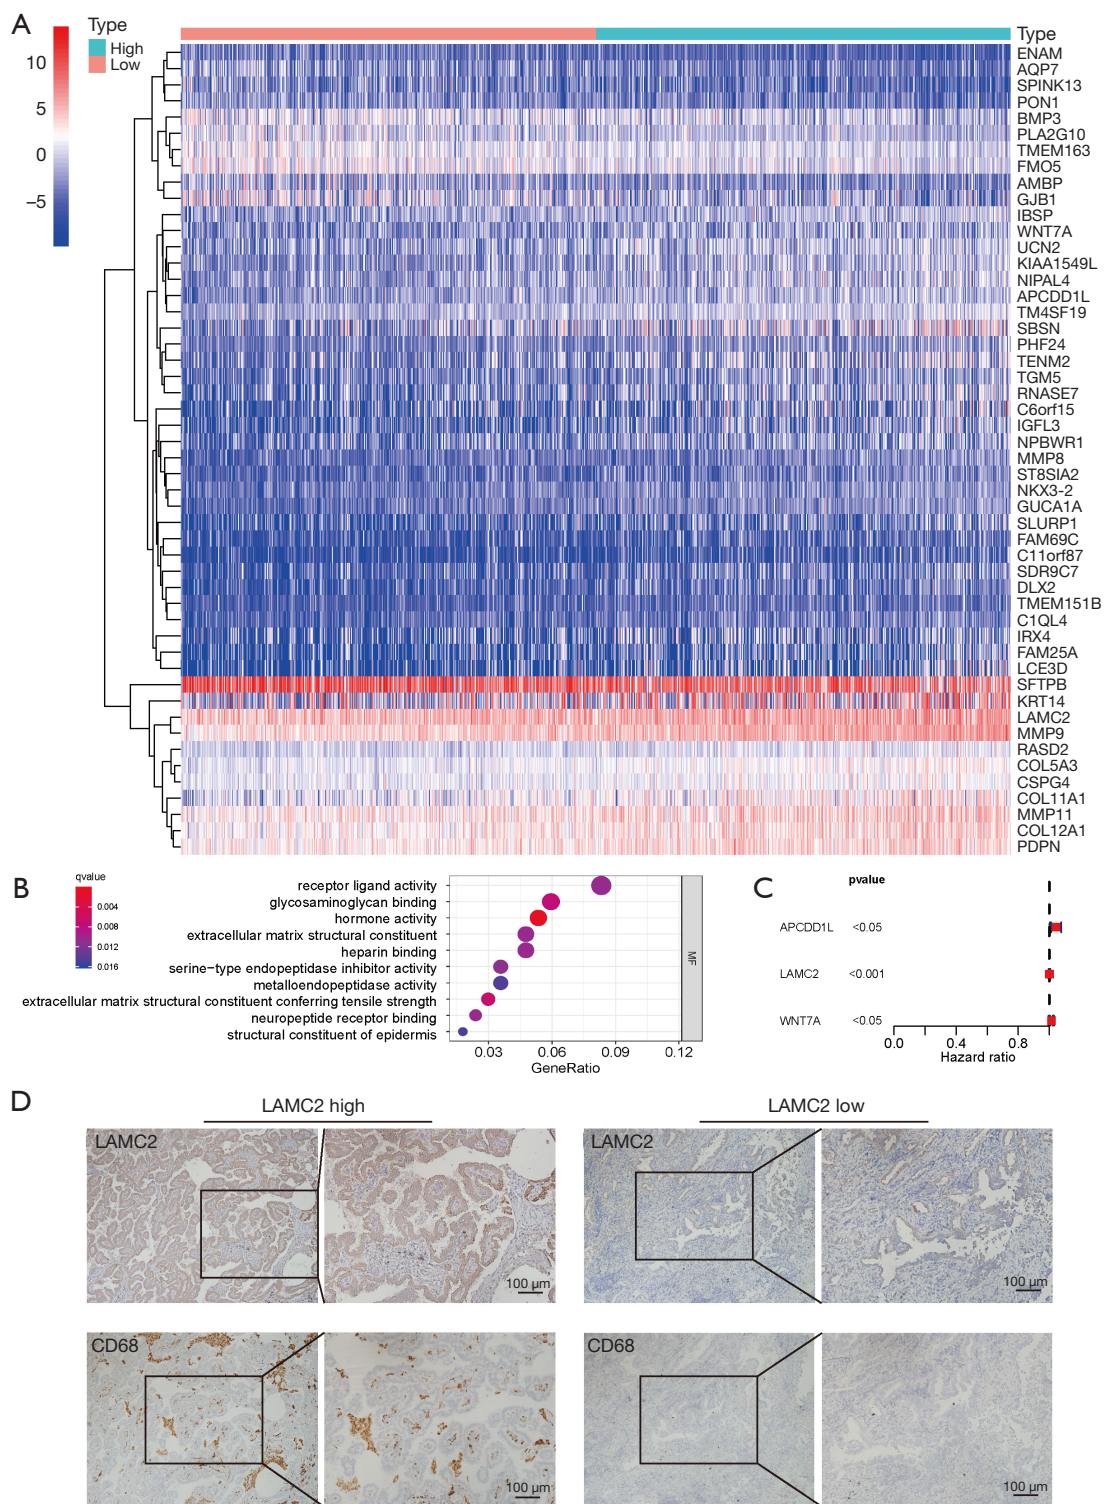 A
Type
High
Low
10
5
0
−5
Type
ENAM
AQP7
SPINK13
PON1
BMP3
PLA2G10
TMEM163
FMO5
AMBP
GJB1
IBSP
WNT7A
UCN2
KIAA1549L
NIPAL4
APCDD1L
TM4SF19
SBSN
PHF24
TENM2
TGM5
RNASE7
C6orf15
IGFL3
NPBWR1
MMP8
ST8SIA2
NKX3-2
GUCA1A
SLURP1
FAM69C
C11orf87
SDR9C7
DLX2
TMEM151B
C1QL4
IRX4
FAM25A
LCE3D
SFTPB
KRT14
LAMC2
MMP9
RASD2
COL5A3
CSPG4
COL11A1
MMP11
COL12A1
PDPN
B
qvalue
0.004
0.008
0.012
0.016
receptor ligand activity
glycosaminoglycan binding
hormone activity
extracellular matrix structural constituent
heparin binding
serine-type endopeptidase inhibitor activity
metalloendopeptidase activity
extracellular matrix structural constituent conferring tensile strength
neuropeptide receptor binding
structural constituent of epidermis
MF
0.03 0.06 0.09 0.12
GeneRatio
C
pvalue
APCDD1L <0.05
LAMC2 <0.001
WNT7A <0.05
0.0 0.4 0.8
Hazard ratio
D
LAMC2 high
LAMC2 low
LAMC2
100 µm
LAMC2
100 µm
CD68
100 µm
CD68
100 µm